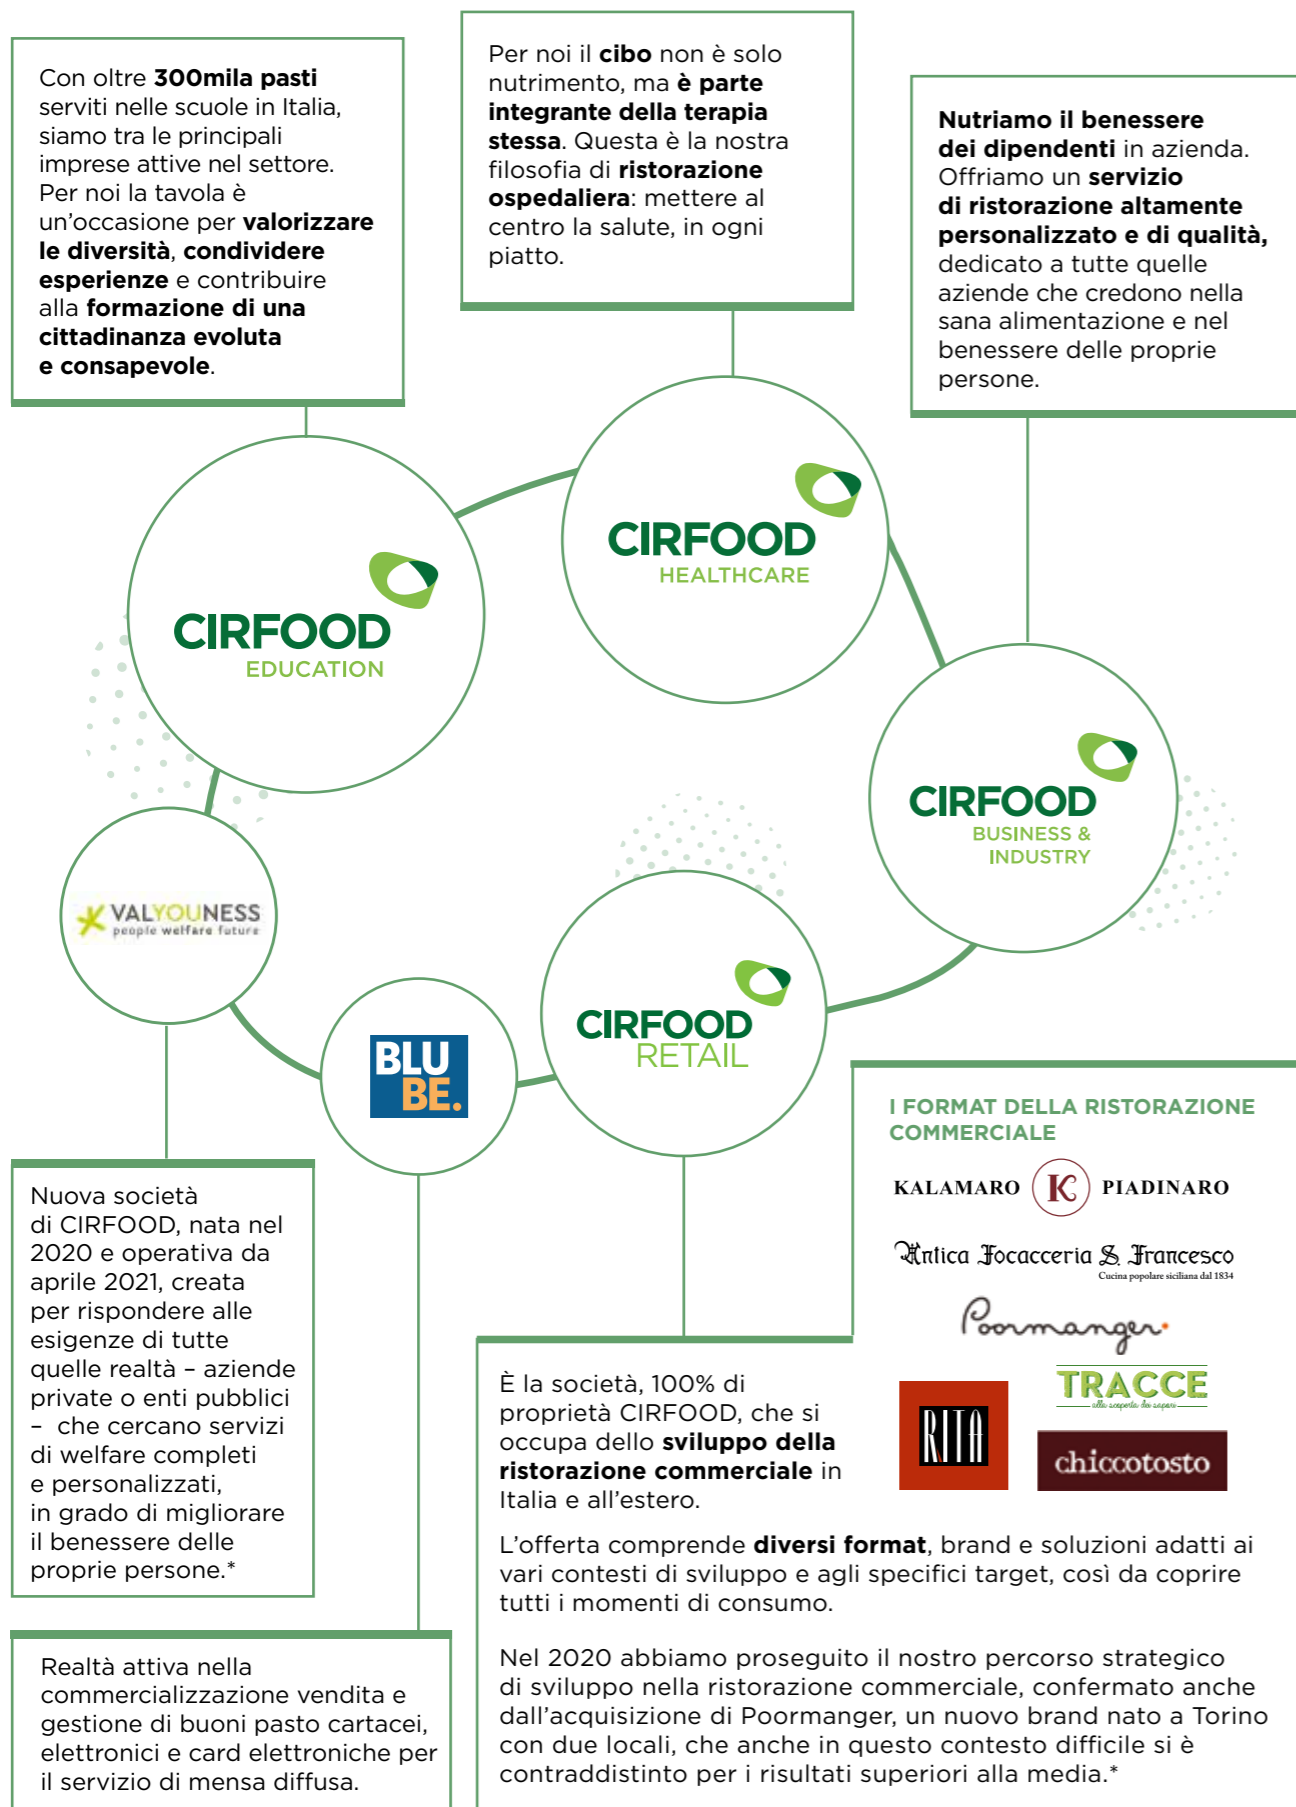 Con oltre 300mila pasti
serviti nelle scuole in Italia,
siamo tra le principali
imprese attive nel settore.
Per noi la tavola è
un’occasione per valorizzare
le diversità, condividere
esperienze e contribuire
alla formazione di una
cittadinanza evoluta
e consapevole.
Per noi il cibo non è solo
nutrimento, ma è parte
integrante della terapia
stessa. Questa è la nostra
filosofia di ristorazione
ospedaliera: mettere al
centro la salute, in ogni
piatto.
Nutriamo il benessere
dei dipendenti in azienda.
Offriamo un servizio
di ristorazione altamente
personalizzato e di qualità,
dedicato a tutte quelle
aziende che credono nella
sana alimentazione e nel
benessere delle proprie
persone.
CIRFOOD
EDUCATION
CIRFOOD
HEALTHCARE
CIRFOOD
BUSINESS &
INDUSTRY
VALYOUNESS
people welfare future
BLU
BE.
CIRFOOD
RETAIL
Nuova società
di CIRFOOD, nata nel
2020 e operativa da
aprile 2021, creata
per rispondere alle
esigenze di tutte
quelle realtà – aziende
private o enti pubblici
– che cercano servizi
di welfare completi
e personalizzati,
in grado di migliorare
il benessere delle
proprie persone.*
Realtà attiva nella
commercializzazione vendita e
gestione di buoni pasto cartacei,
elettronici e card elettroniche per
il servizio di mensa diffusa.
I FORMAT DELLA RISTORAZIONE
COMMERCIALE
KALAMARO K PIADINARO
Antica Focacceria S. Francesco
Cucina popolare siciliana dal 1834
Poormanger
TRACCE
alla scoperta dei sapori
RITA
chiccotosto
È la società, 100% di
proprietà CIRFOOD, che si
occupa dello sviluppo della
ristorazione commerciale in
Italia e all’estero.
L’offerta comprende diversi format, brand e soluzioni adatti ai
vari contesti di sviluppo e agli specifici target, così da coprire
tutti i momenti di consumo.
Nel 2020 abbiamo proseguito il nostro percorso strategico
di sviluppo nella ristorazione commerciale, confermato anche
dall’acquisizione di Poormanger, un nuovo brand nato a Torino
con due locali, che anche in questo contesto difficile si è
contraddistinto per i risultati superiori alla media.*